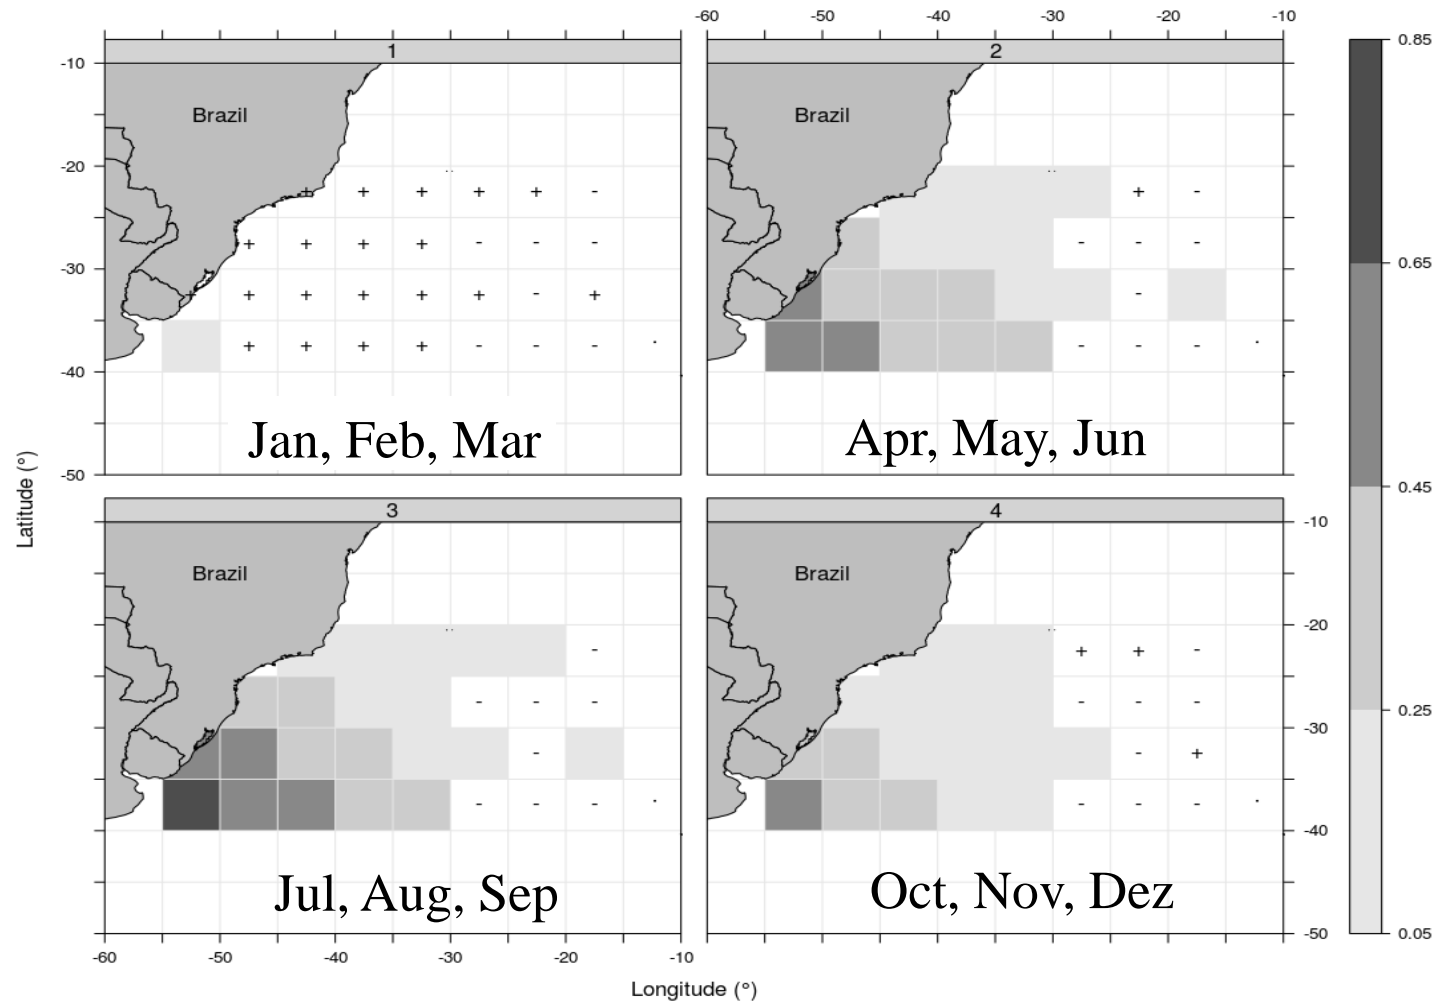 -60 -50 -40 -30 -20 -10
1 2
0.85
-10
Brazil Brazil
-20
+ + + + + - + -
+ + + + - - - - - -
0.65
-30
+ + + + + + - + -
+ + + + - - - - - -
-40
Jan, Feb, Mar Apr, May, Jun
-50
0.45
Latitude (°)
3 4
-10
Brazil Brazil
-20
- + + -
- - - - - -
0.25
-30
- - +
- - - - - -
-40
Jul, Aug, Sep Oct, Nov, Dez
-50
0.05
-60 -50 -40 -30 -20 -10
Longitude (°)